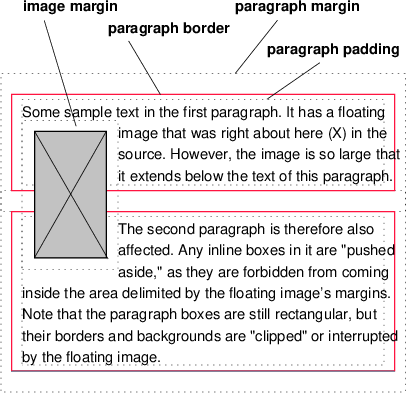 image margin
paragraph margin
paragraph border
paragraph padding
Some sample text in the first paragraph. It has a floating
image that was right about here (X) in the
source. However, the image is so large that
it extends below the text of this paragraph.
The second paragraph is therefore also
affected. Any inline boxes in it are "pushed
aside," as they are forbidden from coming
inside the area delimited by the floating image's margins.
Note that the paragraph boxes are still rectangular, but
their borders and backgrounds are "clipped" or interrupted
by the floating image.